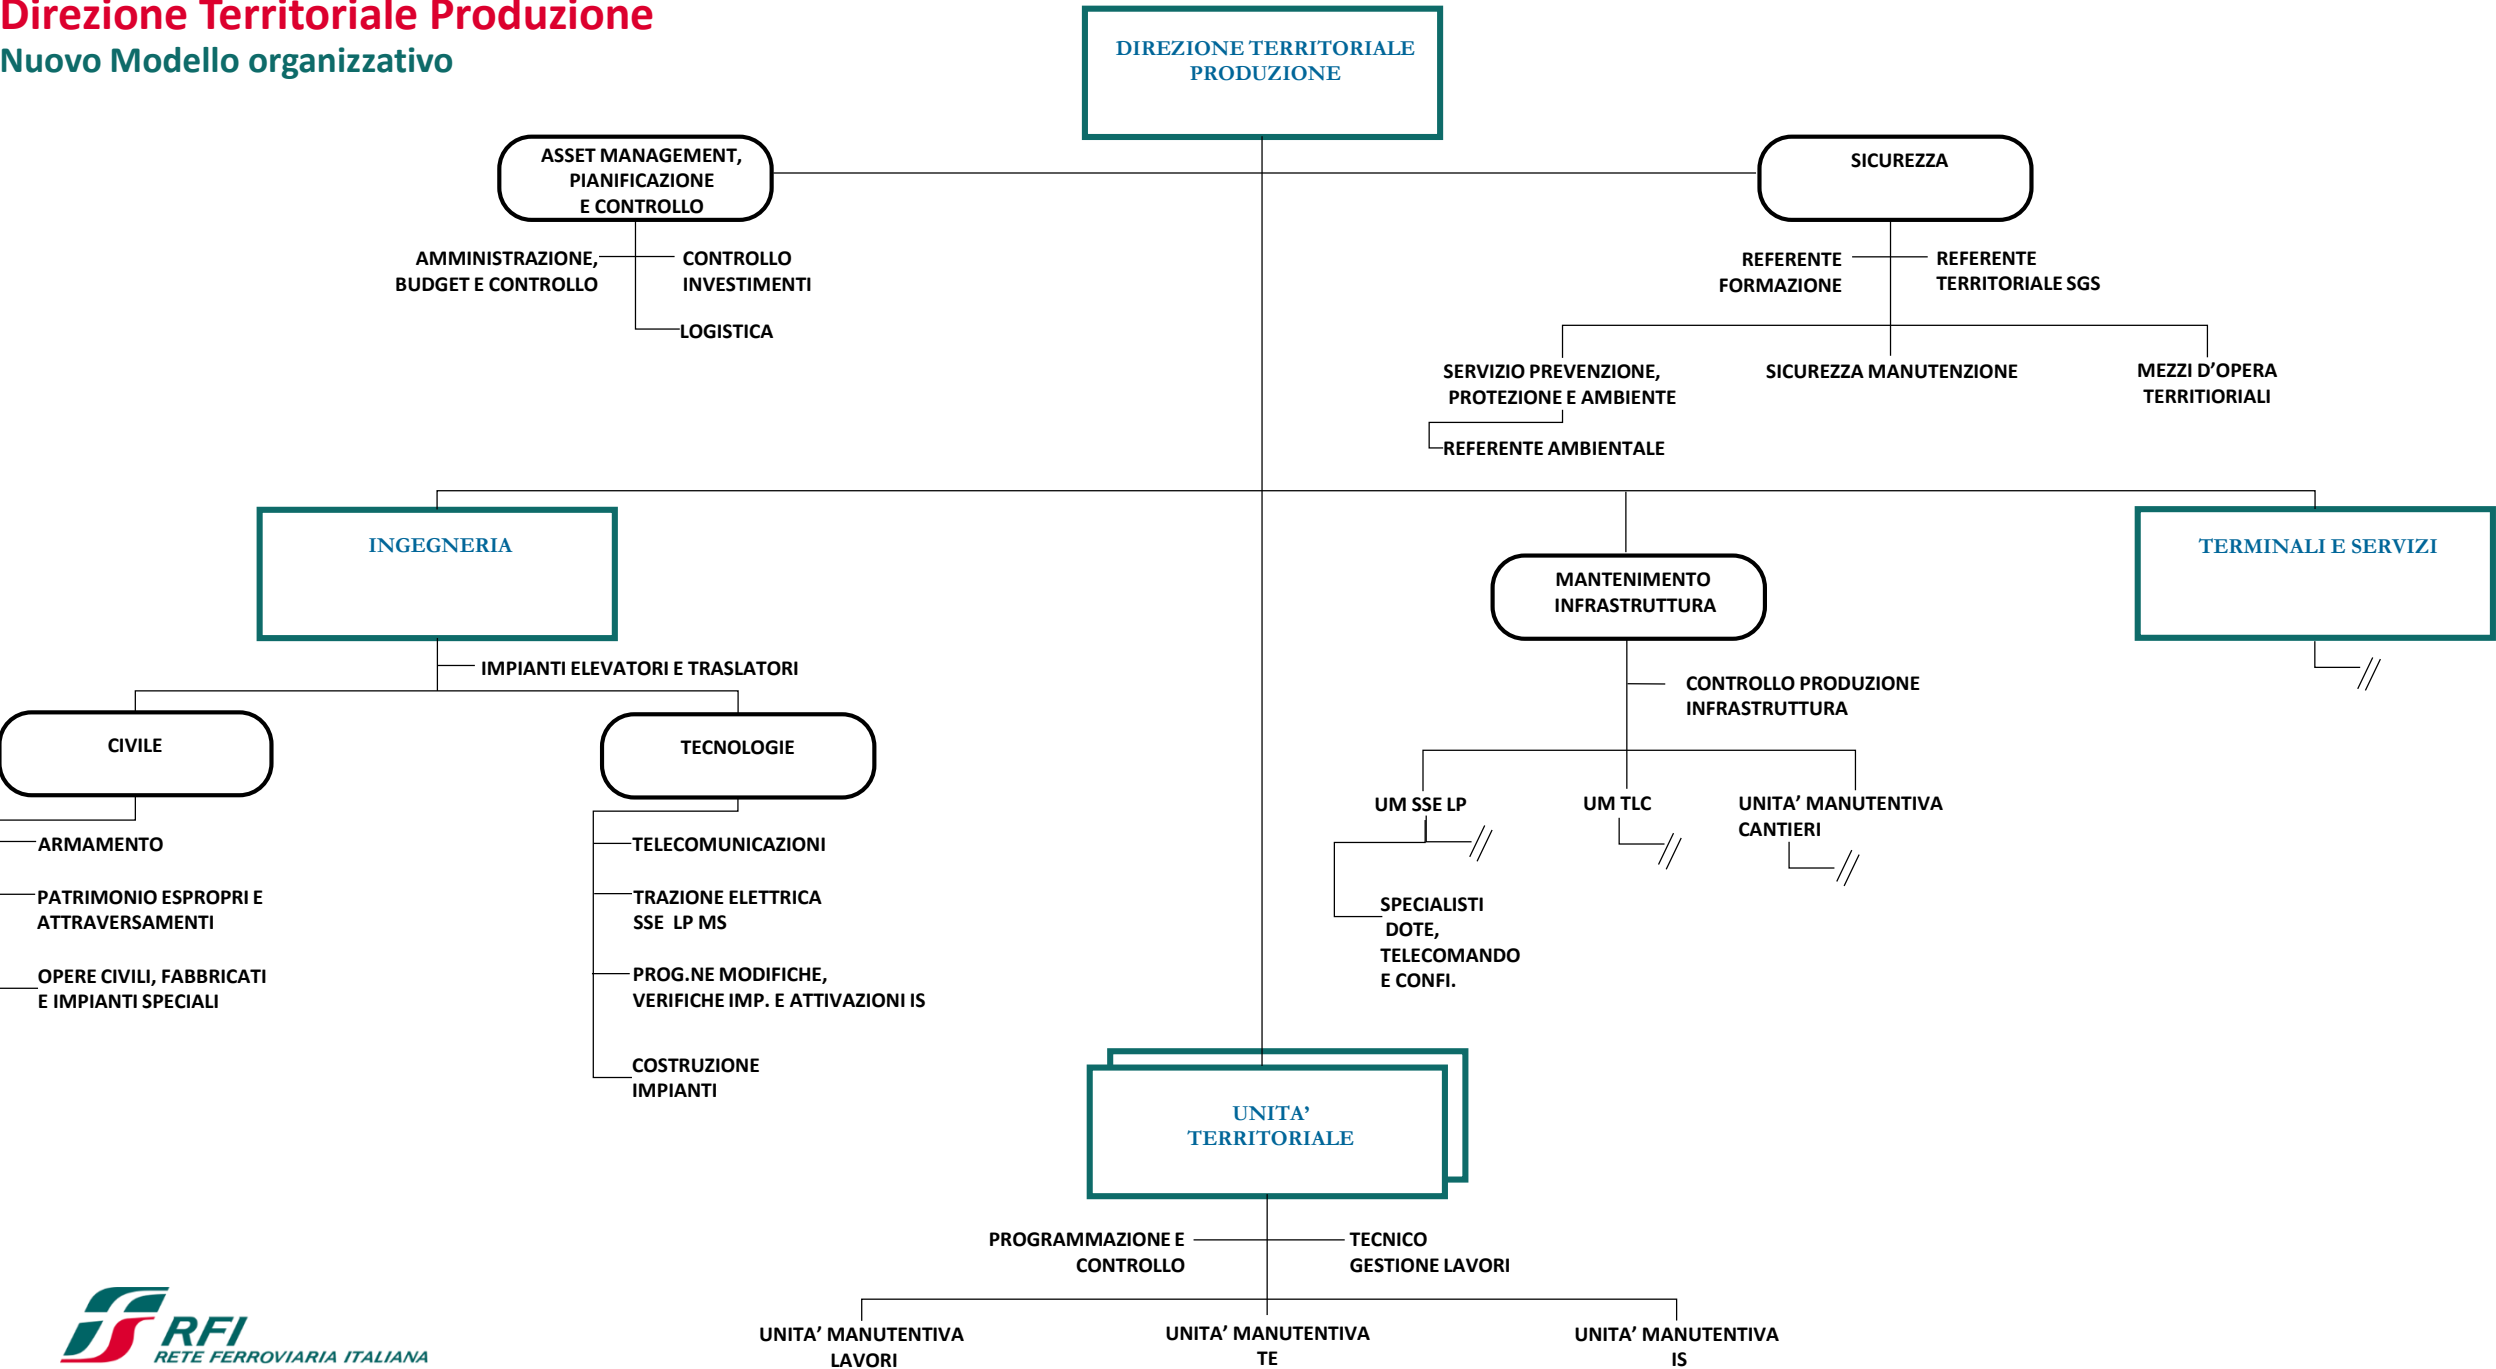 Direzione Territoriale Produzione
Nuovo Modello organizzativo
DIREZIONE TERRITORIALE
PRODUZIONE
ASSET MANAGEMENT,
PIANIFICAZIONE
E CONTROLLO
SICUREZZA
AMMINISTRAZIONE,
BUDGET E CONTROLLO
CONTROLLO
INVESTIMENTI
LOGISTICA
REFERENTE
FORMAZIONE
REFERENTE
TERRITORIALE SGS
SERVIZIO PREVENZIONE,
PROTEZIONE E AMBIENTE
REFERENTE AMBIENTALE
SICUREZZA MANUTENZIONE
MEZZI D’OPERA
TERRITIORIALI
INGEGNERIA
MANTENIMENTO
INFRASTRUTTURA
TERMINALI E SERVIZI
IMPIANTI ELEVATORI E TRASLATORI
CIVILE
TECNOLOGIE
CONTROLLO PRODUZIONE
INFRASTRUTTURA
ARMAMENTO
PATRIMONIO ESPROPRI E
ATTRAVERSAMENTI
OPERE CIVILI, FABBRICATI
E IMPIANTI SPECIALI
TELECOMUNICAZIONI
TRAZIONE ELETTRICA
SSE LP MS
PROG.NE MODIFICHE,
VERIFICHE IMP. E ATTIVAZIONI IS
COSTRUZIONE
IMPIANTI
UM SSE LP
UM TLC
UNITA’ MANUTENTIVA
CANTIERI
SPECIALISTI
DOTE,
TELECOMANDO
E CONFI.
UNITA’
TERRITORIALE
PROGRAMMAZIONE E
CONTROLLO
TECNICO
GESTIONE LAVORI
UNITA’ MANUTENTIVA
LAVORI
UNITA’ MANUTENTIVA
TE
UNITA’ MANUTENTIVA
IS
RFI
RETE FERROVIARIA ITALIANA